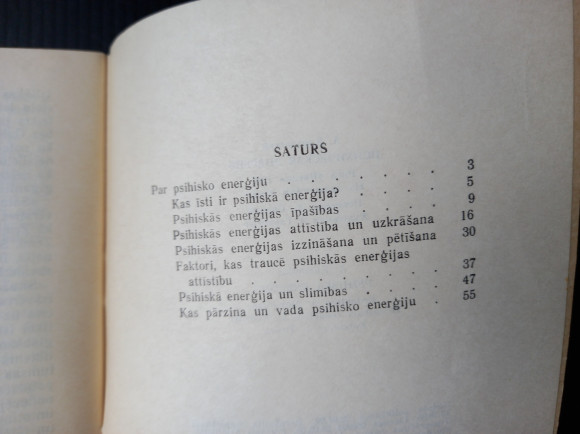 SATURS
Par psihisko enerģiju . . . . . . . 3
Kas īsti ir psihiskā enerģija? . . . . 5
Psihiskās enerģijas īpašības . . . . 9
Psihiskās enerģijas attīstība un uzkrāšana 16
Psihiskās enerģijas izzināšana un pētīšana 30
Faktori, kas traucē psihiskās enerģijas
attīstību . . . . . . . . 37
Psihiskā enerģija un slimības . . . . 47
Kas pārzina un vada psihisko enerģiju . 55